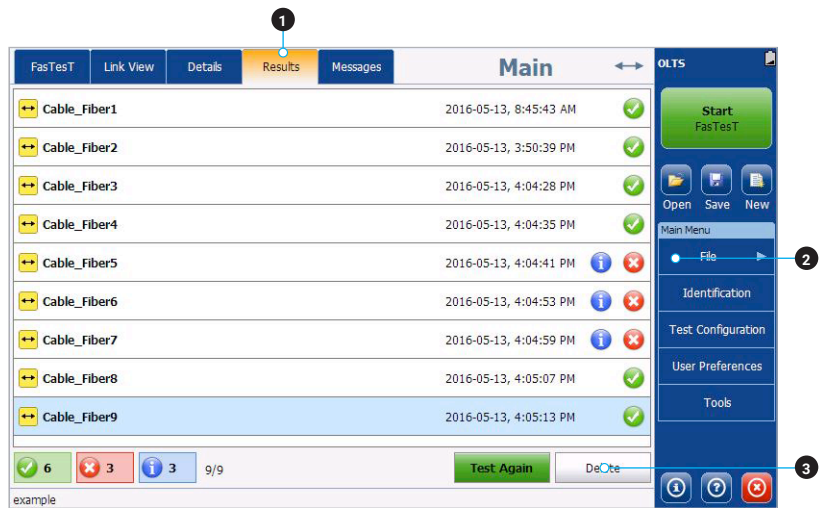 1
FasTesT Link View Details Results Messages Main OLTS
Cable_Fiber1 2016-05-13, 8:45:43 AM
Cable_Fiber2 2016-05-13, 3:50:39 PM
Cable_Fiber3 2016-05-13, 4:04:28 PM
Cable_Fiber4 2016-05-13, 4:04:35 PM
Cable_Fiber5 2016-05-13, 4:04:41 PM
Cable_Fiber6 2016-05-13, 4:04:53 PM
Cable_Fiber7 2016-05-13, 4:04:59 PM
Cable_Fiber8 2016-05-13, 4:05:07 PM
Cable_Fiber9 2016-05-13, 4:05:13 PM
6 3 3 9/9 Test Again Delete
example
Start
FasTesT
Open Save New
Main Menu
File 2
Identification
Test Configuration
User Preferences
Tools
3